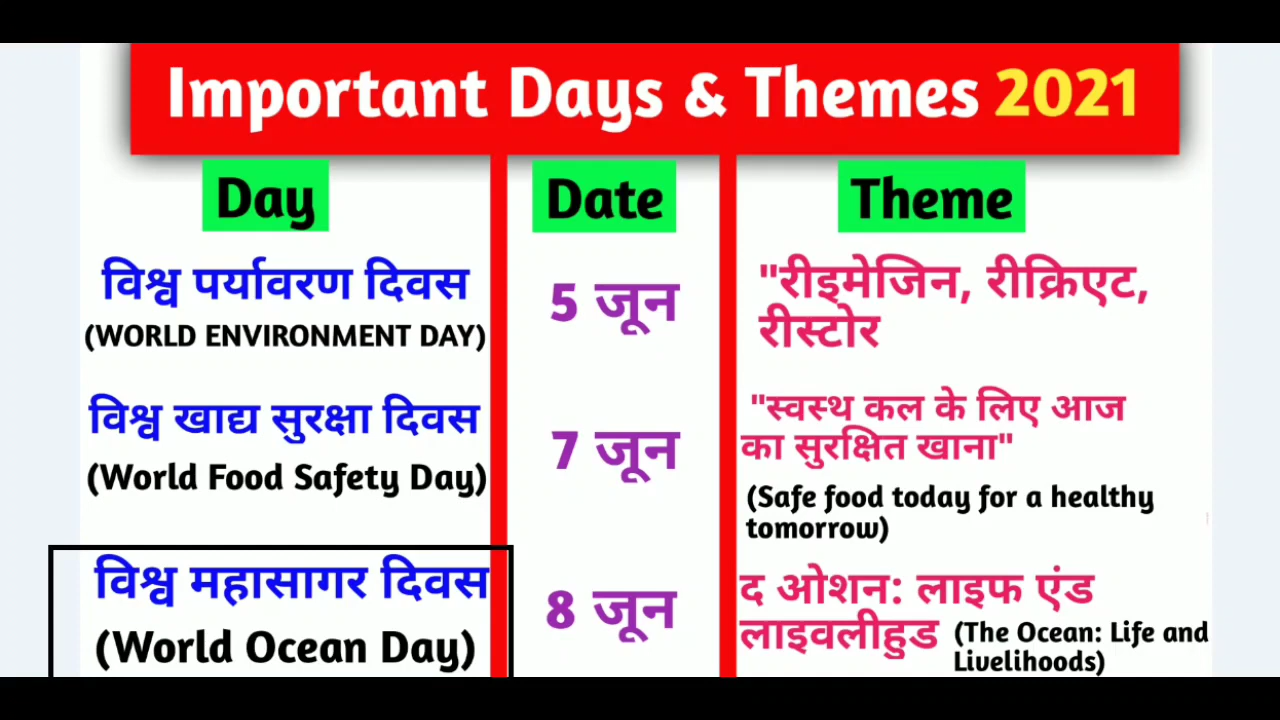 Important Days & Themes 2021
Day
Date
Theme
विश्व पर्यावरण दिवस
(WORLD ENVIRONMENT DAY)
5 जून
"रीइमेजिन, रीक्रिएट,
रीस्टोर
विश्व खाद्य सुरक्षा दिवस
(World Food Safety Day)
7 जून
"स्वस्थ कल के लिए आज
का सुरक्षित खाना"
(Safe food today for a healthy
tomorrow)
विश्व महासागर दिवस
(World Ocean Day)
8 जून
द ओशन: लाइफ एंड
लाइवलीहुड (The Ocean: Life and
Livelihoods)